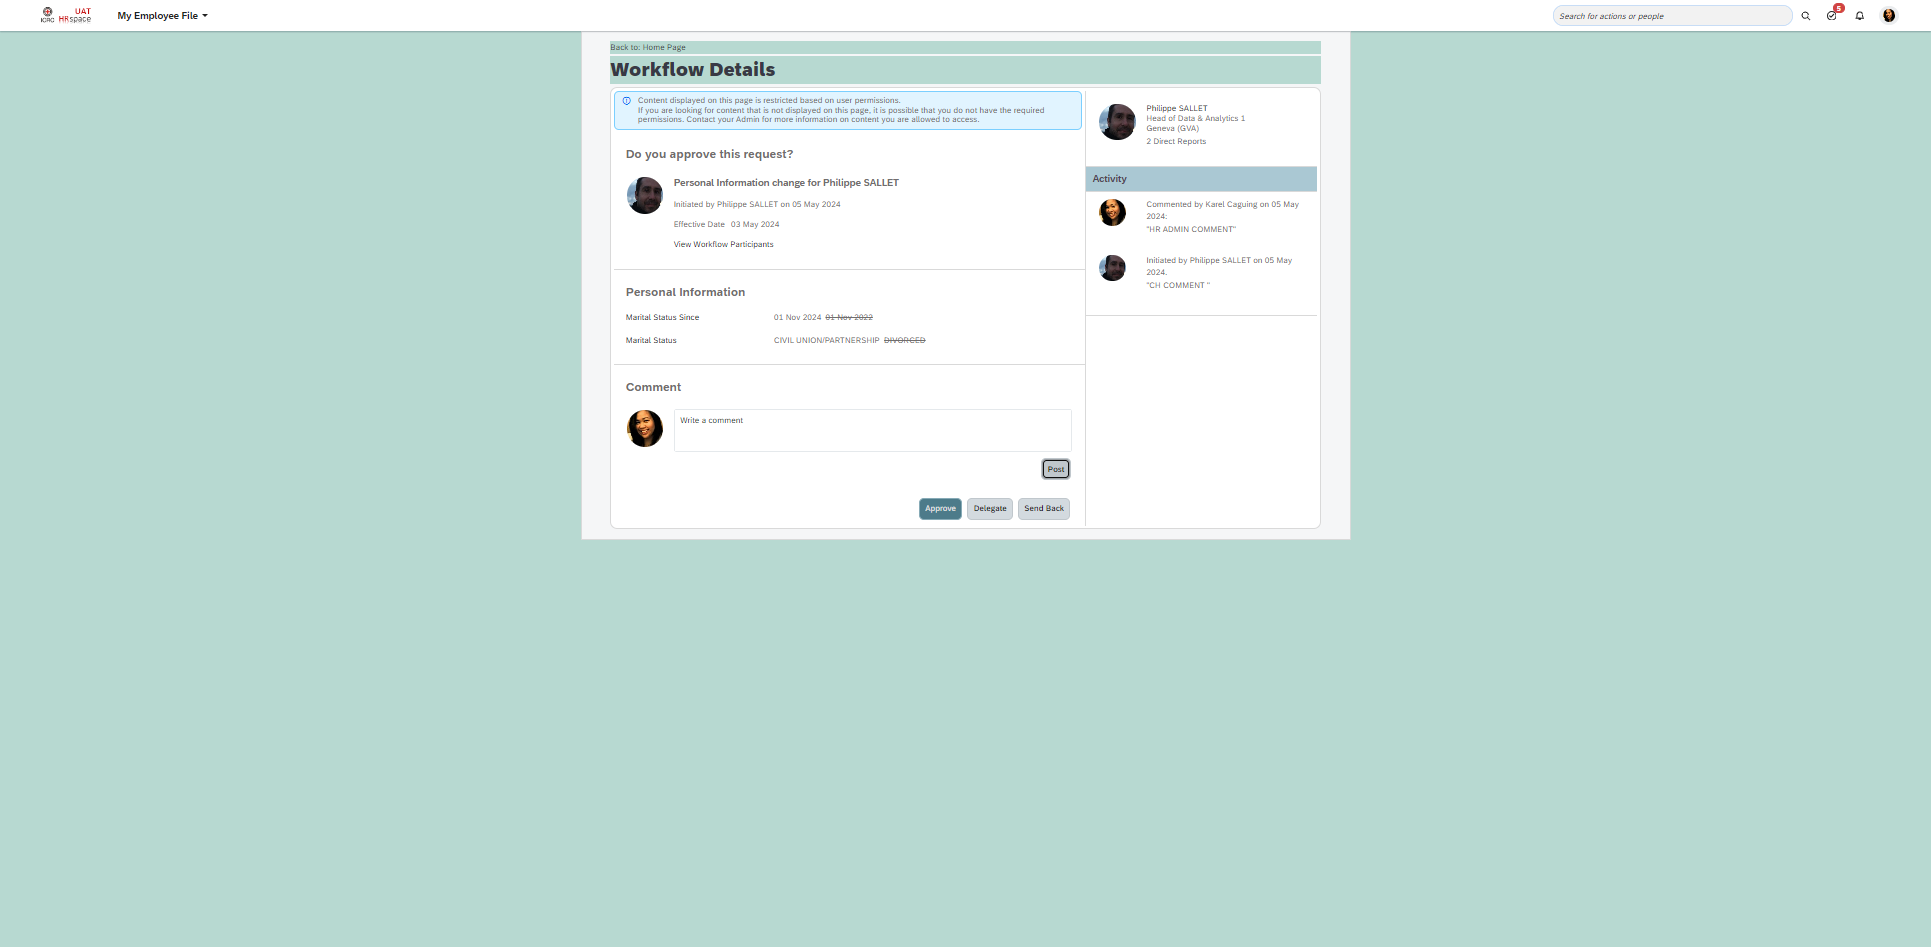 ICRC
UAT
HRspace
My Employee File
Search for actions or people
5
Back to: Home Page
Workflow Details
Content displayed on this page is restricted based on user permissions.
If you are looking for content that is not displayed on this page, it is possible that you do not have the required
permissions. Contact your Admin for more information on content you are allowed to access.
Do you approve this request?
Personal Information change for Philippe SALLET
Initiated by Philippe SALLET on 05 May 2024
Effective Date 03 May 2024
View Workflow Participants
Personal Information
Marital Status Since 01 Nov 2024 01 Nov 2022
Marital Status CIVIL UNION/PARTNERSHIP DIVORCED
Comment
Write a comment
Post
Approve Delegate Send Back
Philippe SALLET
Head of Data & Analytics 1
Geneva (GVA)
2 Direct Reports
Activity
Commented by Karel Caguing on 05 May
2024:
"HR ADMIN COMMENT"
Initiated by Philippe SALLET on 05 May
2024.
"CH COMMENT "